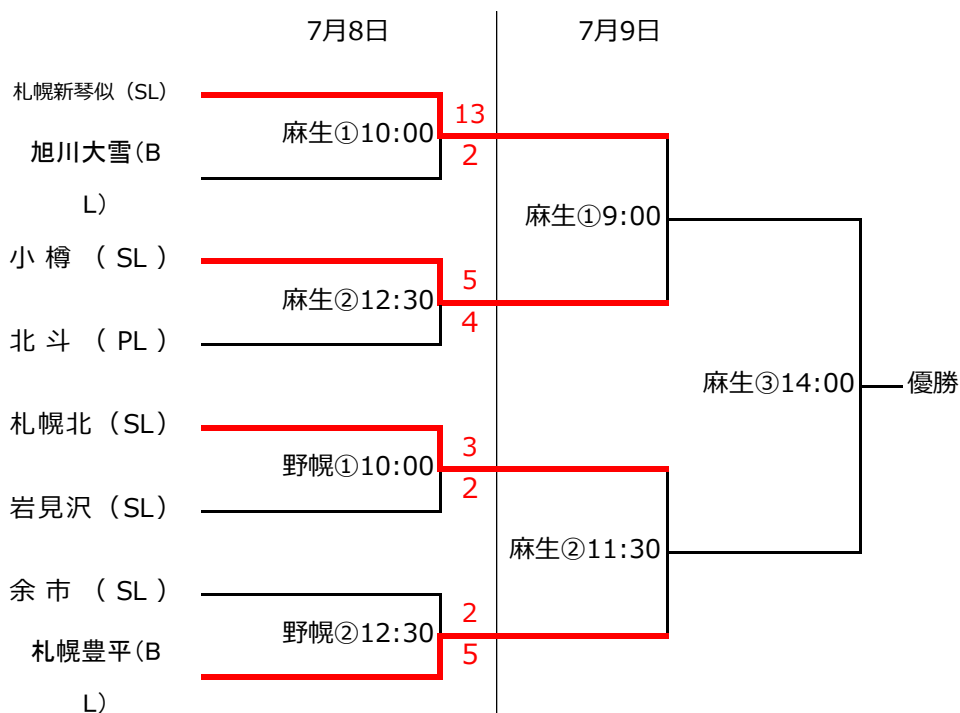 7月8日
7月9日
札幌新琴似（SL）
13
麻生①10:00
2
旭川大雪(B
L)
麻生①9:00
小樽（SL）
5
麻生②12:30
4
北斗（PL）
麻生③14:00
優勝
札幌北（SL）
3
野幌①10:00
2
岩見沢（SL）
麻生②11:30
余市（SL）
2
野幌②12:30
5
札幌豊平(B
L)